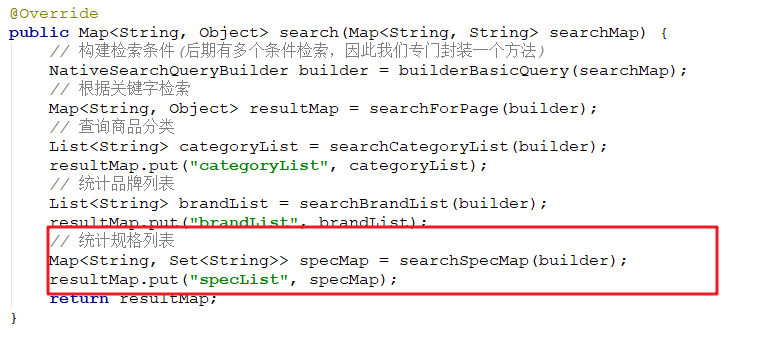 @Override
public Map<String, Object> search(Map<String, String> searchMap) {
// 构建检索条件(后期有多个条件检索，因此我们专门封装一个方法)
NativeSearchQueryBuilder builder = builderBasicQuery(searchMap);
// 根据关键字检索
Map<String, Object> resultMap = searchForPage(builder);
// 查询商品分类
List<String> categoryList = searchCategoryList(builder);
resultMap.put("categoryList", categoryList);
// 统计品牌列表
List<String> brandList = searchBrandList(builder);
resultMap.put("brandList", brandList);
// 统计规格列表
Map<String, Set<String>> specMap = searchSpecMap(builder);
resultMap.put("specList", specMap);
return resultMap;
}